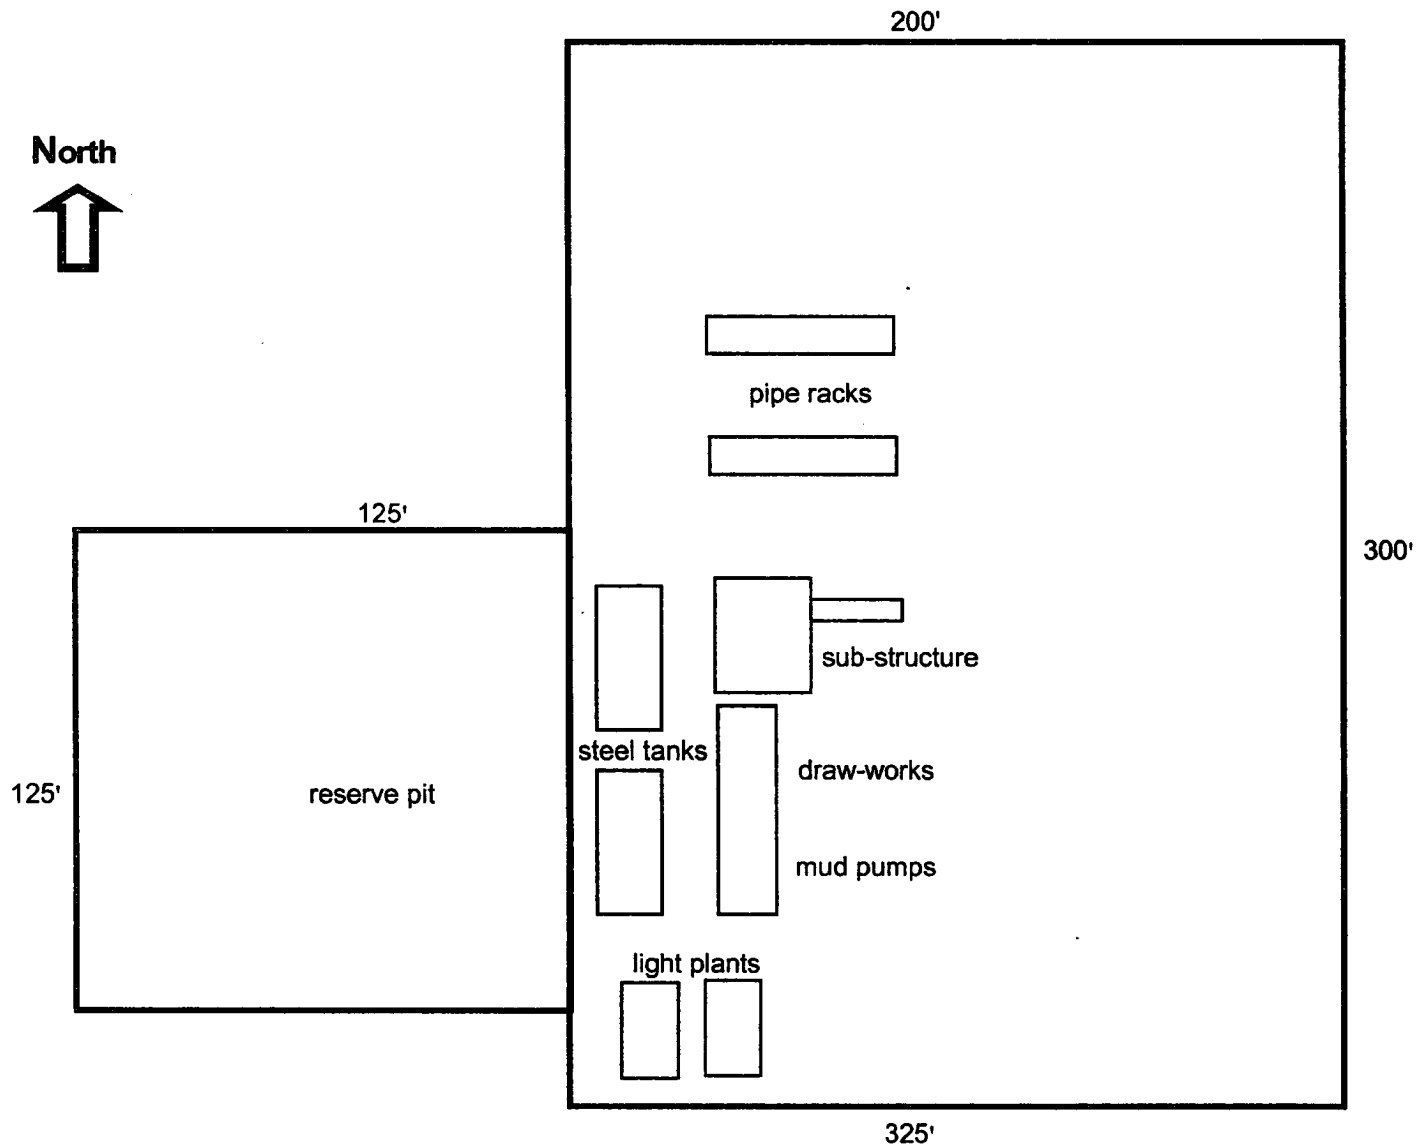 200'
North
pipe racks
125'
300'
sub-structure
steel tanks
draw-works
125'
reserve pit
mud pumps
light plants
325'